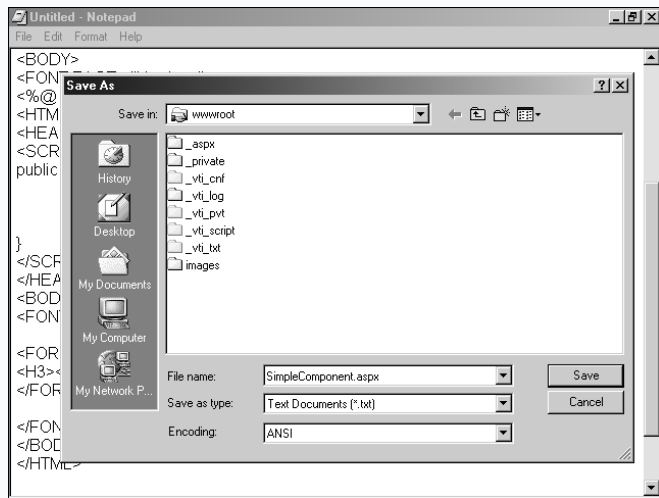 Untitled - Notepad
File Edit Format Help
<BODY>
<FON
<%@
<HTM
<HEA
<SCR
public
}
</SCR
</HEA
<BOD
<FON
<FOR
<H3><
</FOR
</FON
</BOD
</HTML>
Save As
Save in: wwwroot
History
Desktop
My Documents
My Computer
My Network P...
_aspx
_private
_vti_cnf
_vti_log
_vti_pvt
_vti_script
_vti_txt
images
File name: SimpleComponent.aspx Save
Save as type: Text Documents (*.txt) Cancel
Encoding: ANSI